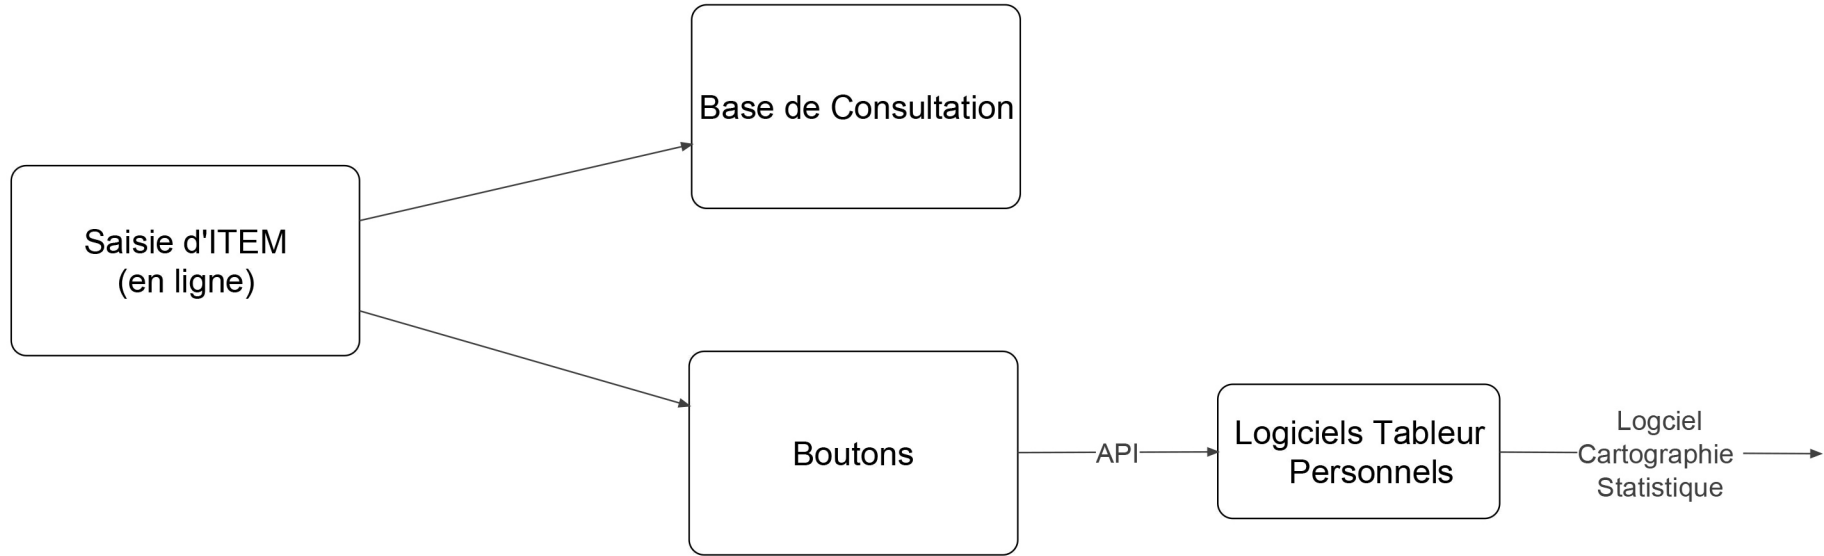 Base de Consultation
Saisie d'ITEM
(en ligne)
Boutons
API
Logiciels Tableur
Personnels
Logciel
Cartographie
Statistique